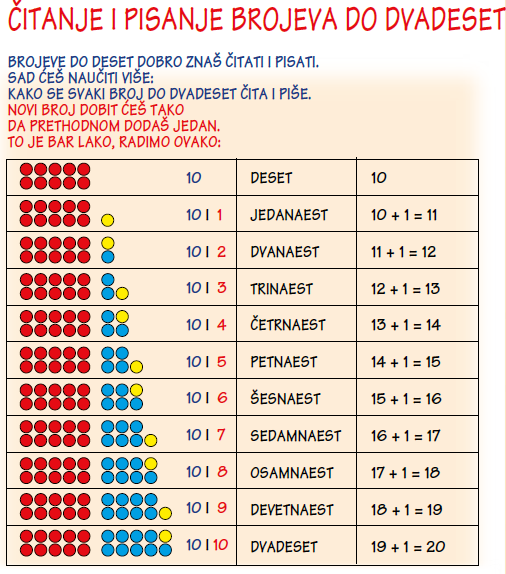 ČITANJE I PISANJE BROJEVA DO DVADESET
BROJEVE DO DESET DOBRO ZNAŠ ČITATI I PISATI.
SAD ĆEŠ NAUČITI VIŠE:
KAKO SE SVAKI BROJ DO DVADESET ČITA I PIŠE.
NOVI BROJ DOBIT ĆEŠ TAKO
DA PRETHODNOM DODAŠ JEDAN.
TO JE BAR LAKO, RADIMO OVAKO:
10 DESET 10
10 I 1 JEDANAEST 10 + 1 = 11
10 I 2 DVANAEST 11 + 1 = 12
10 I 3 TRINAEST 12 + 1 = 13
10 I 4 ČETRNAEST 13 + 1 = 14
10 I 5 PETNAEST 14 + 1 = 15
10 I 6 ŠESNAEST 15 + 1 = 16
10 I 7 SEDAMNAEST 16 + 1 = 17
10 I 8 OSAMNAEST 17 + 1 = 18
10 I 9 DEVETNAEST 18 + 1 = 19
10 I 10 DVADESET 19 + 1 = 20